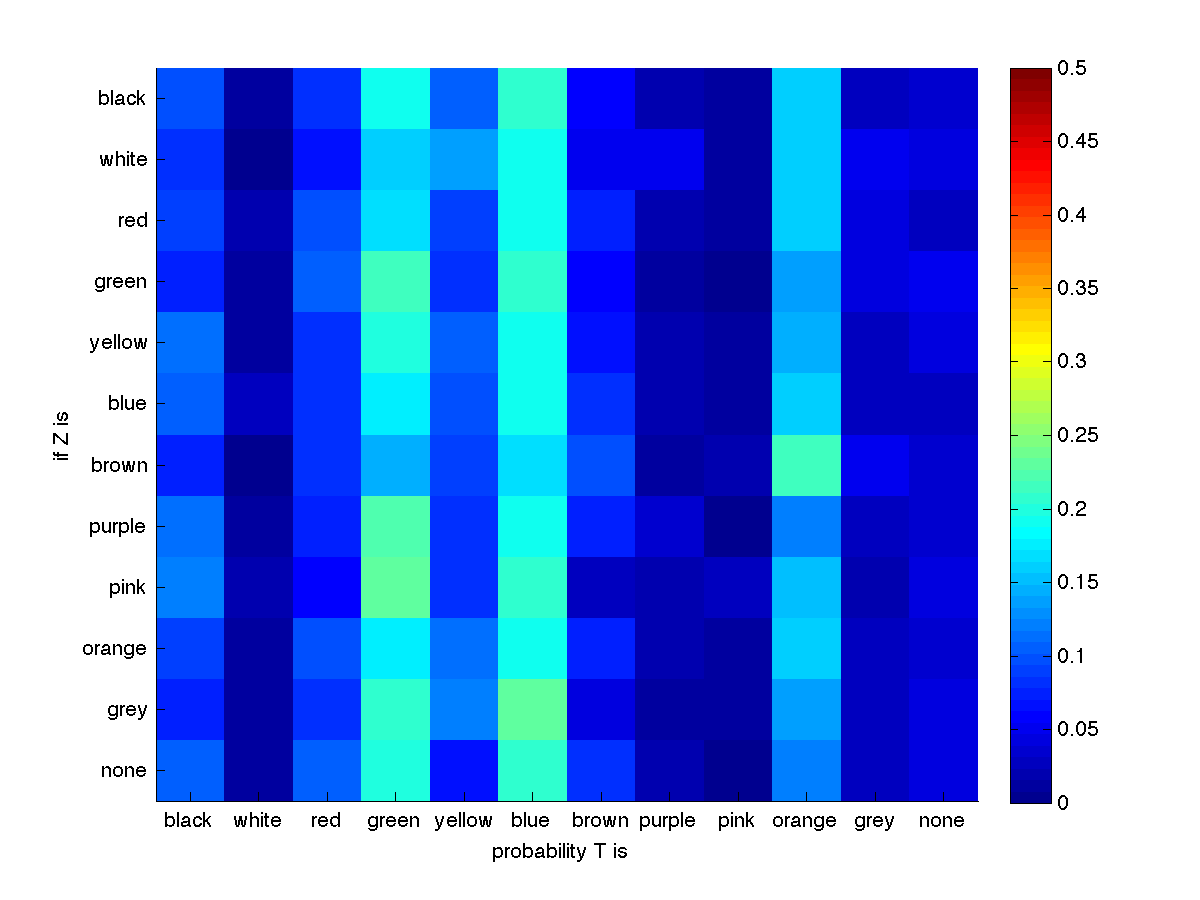 black
white
red
green
yellow
blue
brown
purple
pink
orange
grey
none
if Z is
black white red green yellow blue brown purple pink orange grey none
probability T is
0.5
0.45
0.4
0.35
0.3
0.25
0.2
0.15
0.1
0.05
0